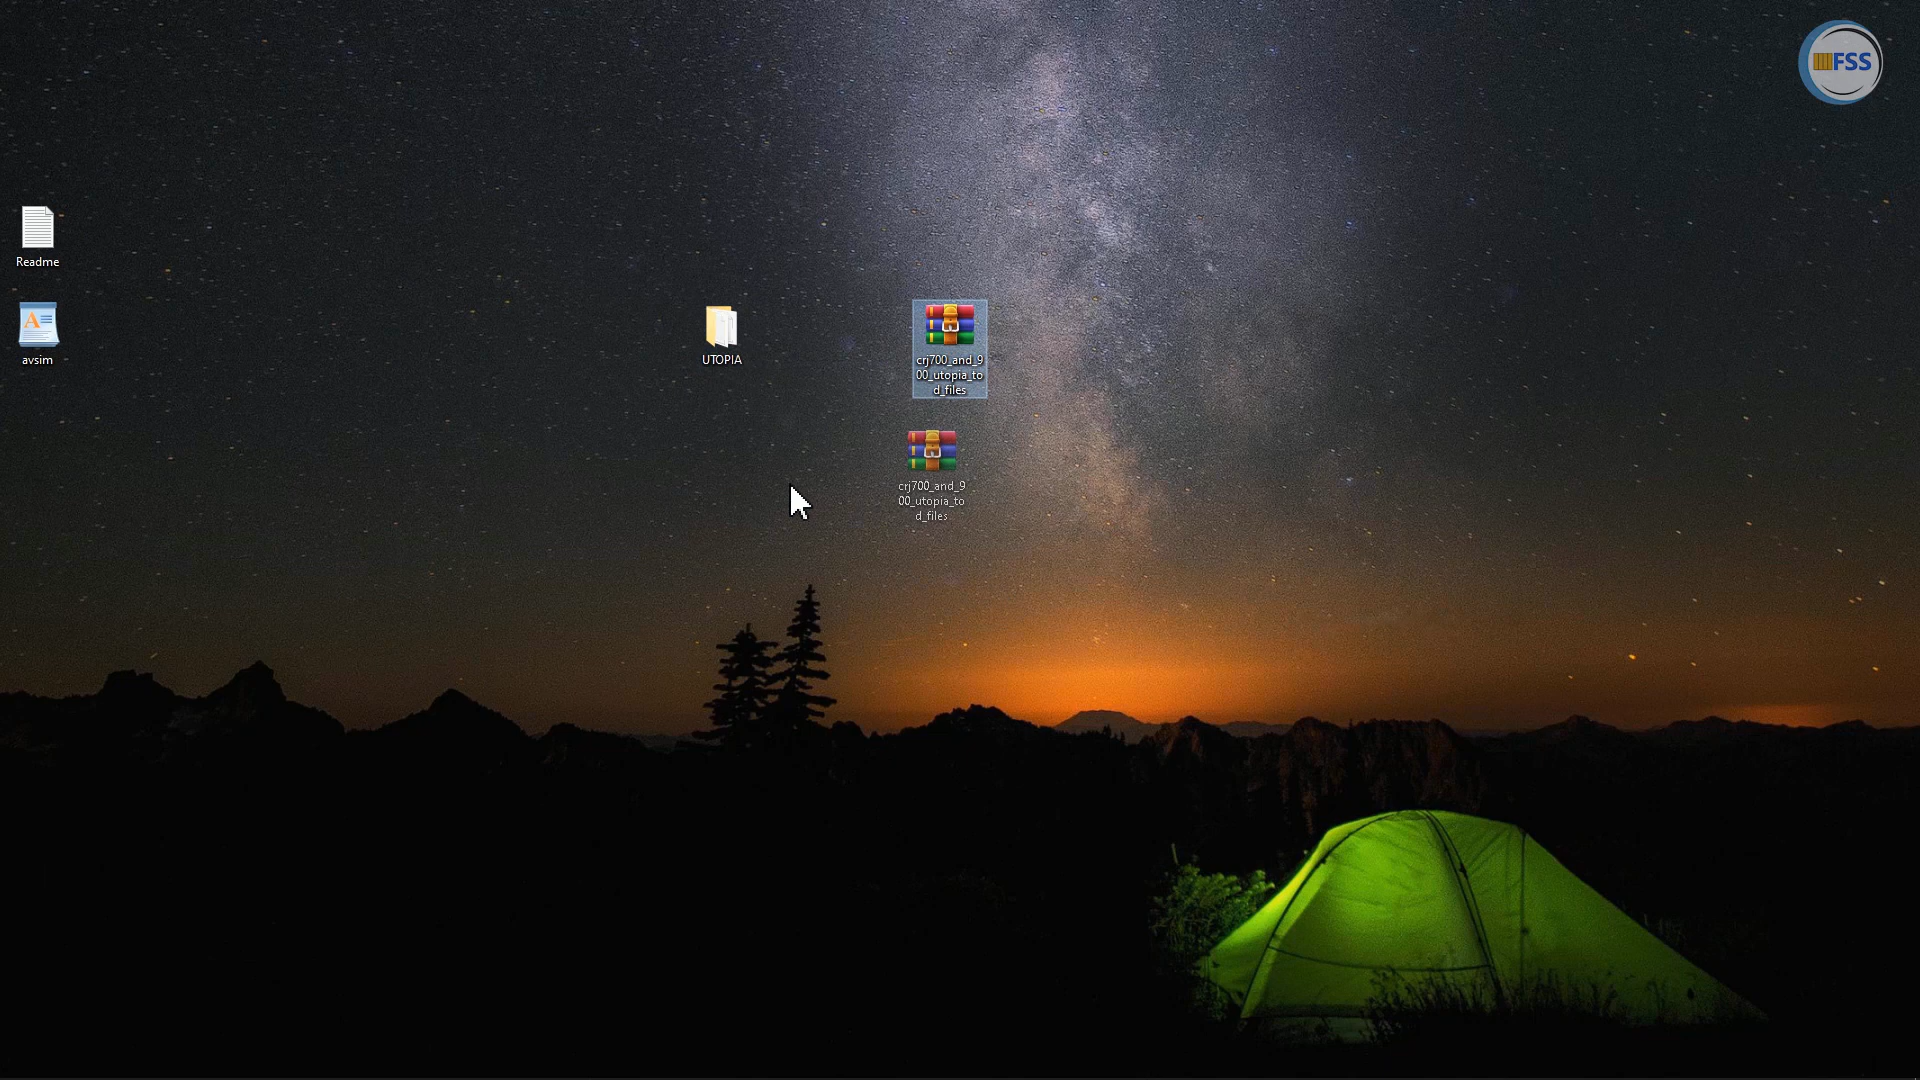 FSS
Readme
avsim
UTOPIA
crj700_and_9
00_utopia_to
d_files
crj700_and_9
00_utopia_to
d_files